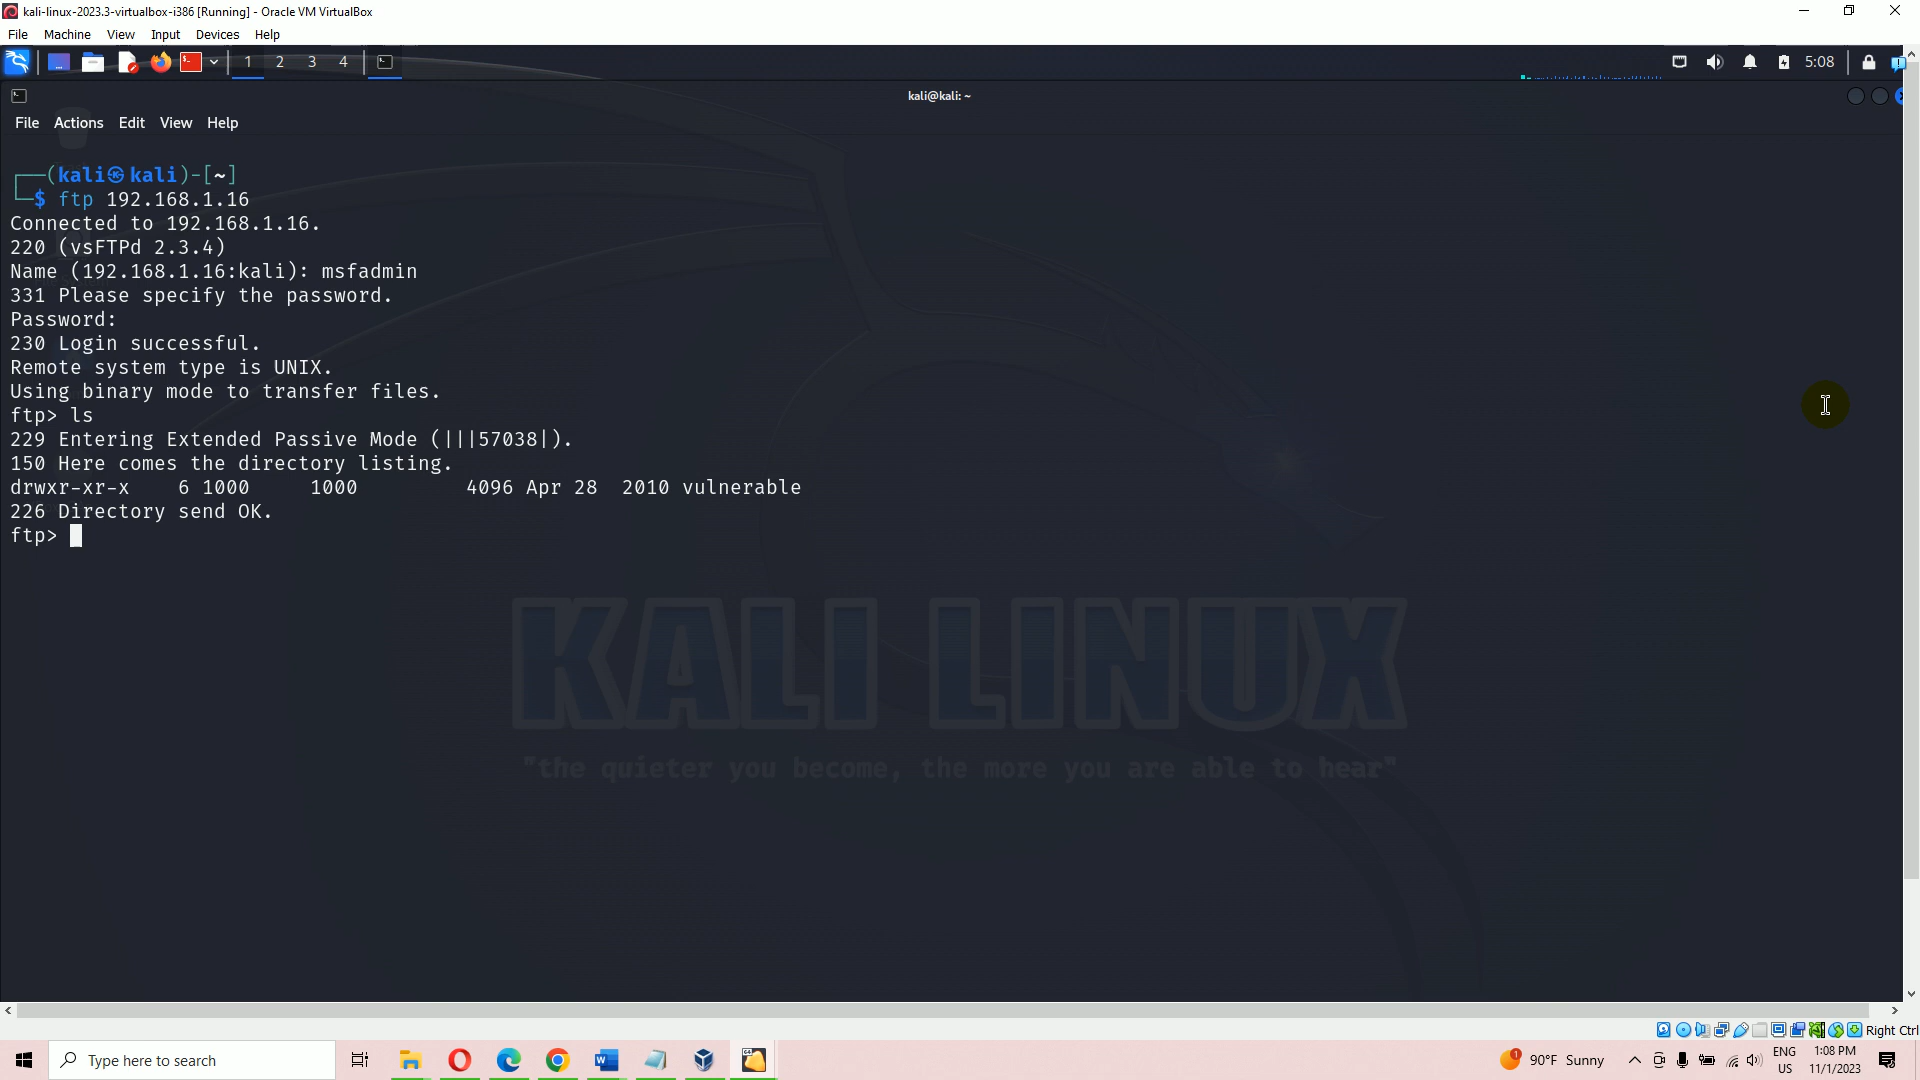 kali-linux-2023.3-virtualbox-i386 [Running] - Oracle VM VirtualBox
File Machine View Input Devices Help
1 2 3 4 5:08
kali@kali: ~
File Actions Edit View Help
┌──(kali㉿kali)-[~]
└─$ ftp 192.168.1.16
Connected to 192.168.1.16.
220 (vsFTPd 2.3.4)
Name (192.168.1.16:kali): msfadmin
331 Please specify the password.
Password:
230 Login successful.
Remote system type is UNIX.
Using binary mode to transfer files.
ftp> ls
229 Entering Extended Passive Mode (|||57038|).
150 Here comes the directory listing.
drwxr-xr-x    6 1000     1000         4096 Apr 28  2010 vulnerable
226 Directory send OK.
ftp>
KALI LINUX
"the quieter you become, the more you are able to hear"
Right Ctrl
Type here to search
1
90°F Sunny
ENG
US
1:08 PM
11/1/2023